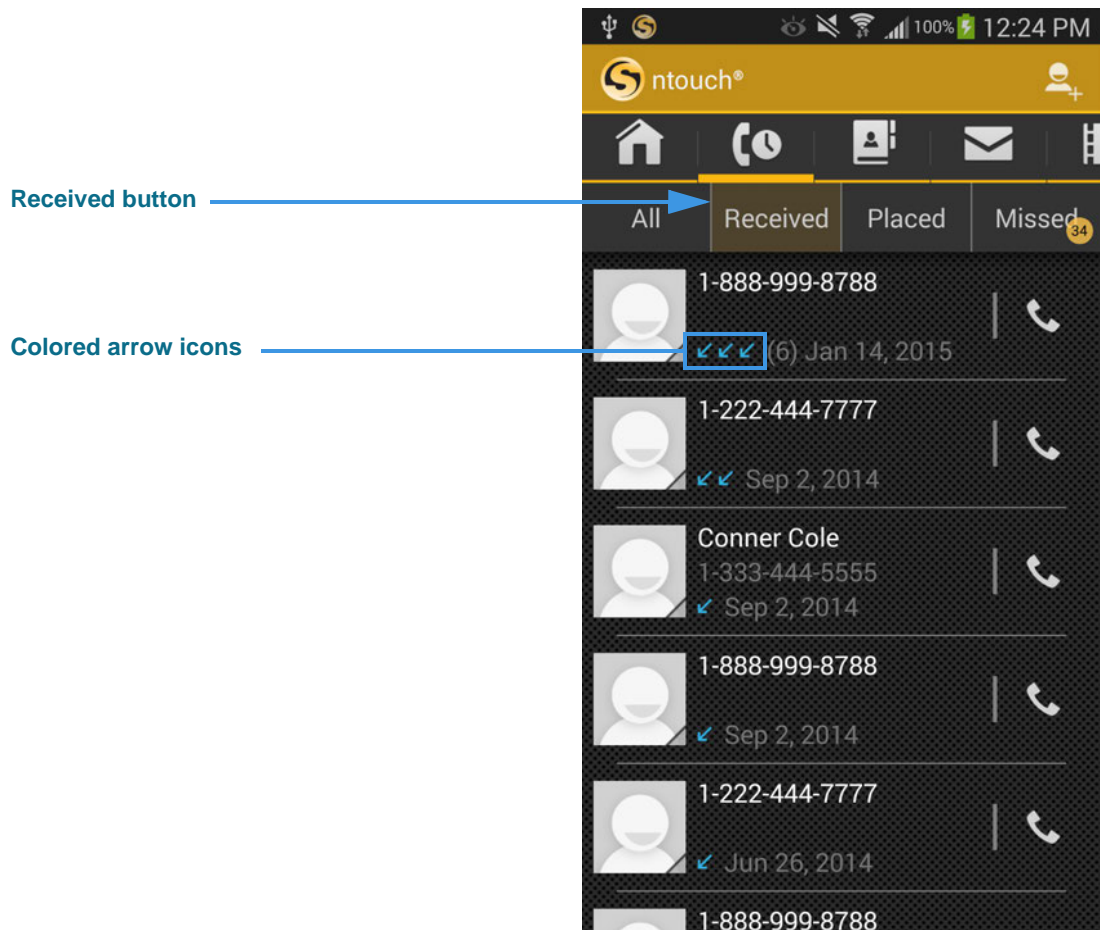 100% 12:24 PM
ntouch®
Received button
All Received Placed Missed
34
1-888-999-8788
Colored arrow icons
(6) Jan 14, 2015
1-222-444-7777
Sep 2, 2014
Conner Cole
1-333-444-5555
Sep 2, 2014
1-888-999-8788
Sep 2, 2014
1-222-444-7777
Jun 26, 2014
1-888-999-8788